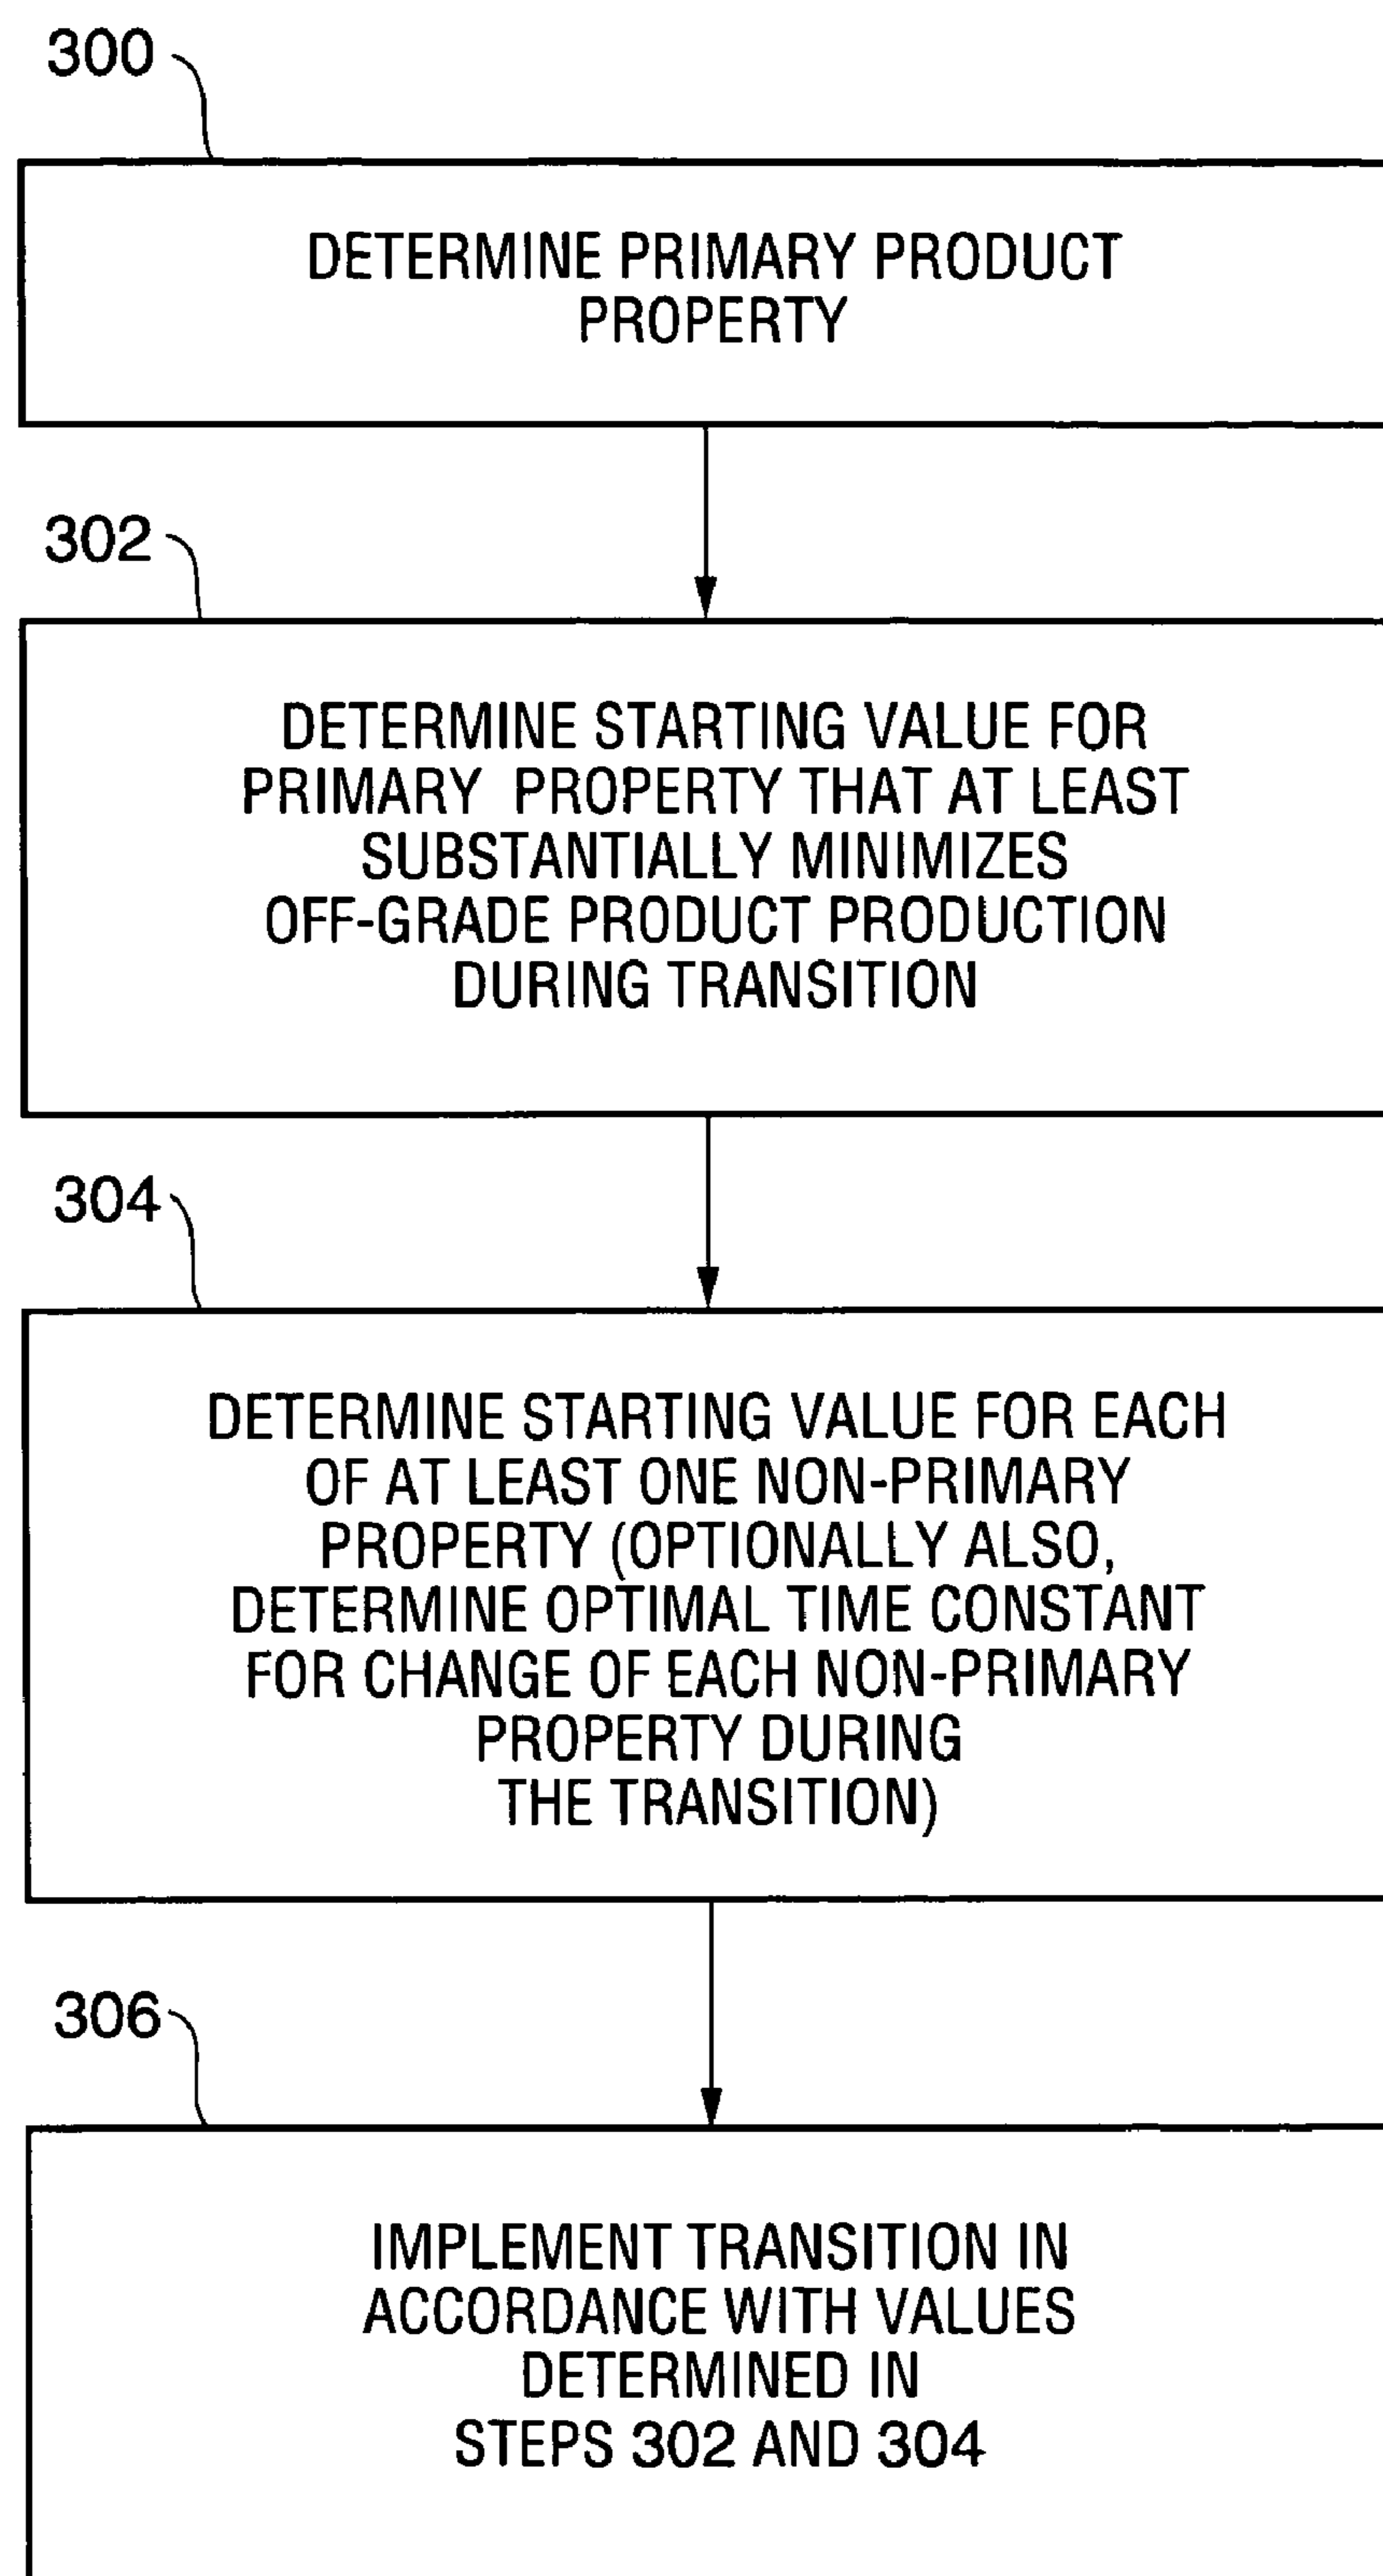 300
DETERMINE PRIMARY PRODUCT
PROPERTY
302
DETERMINE STARTING VALUE FOR
PRIMARY PROPERTY THAT AT LEAST
SUBSTANTIALLY MINIMIZES
OFF-GRADE PRODUCT PRODUCTION
DURING TRANSITION
304
DETERMINE STARTING VALUE FOR EACH
OF AT LEAST ONE NON-PRIMARY
PROPERTY (OPTIONALLY ALSO,
DETERMINE OPTIMAL TIME CONSTANT
FOR CHANGE OF EACH NON-PRIMARY
PROPERTY DURING
THE TRANSITION)
306
IMPLEMENT TRANSITION IN
ACCORDANCE WITH VALUES
DETERMINED IN
STEPS 302 AND 304